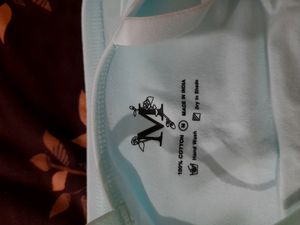 M
100% COTTON M MADE IN INDIA
Hand Wash Dry In Shade